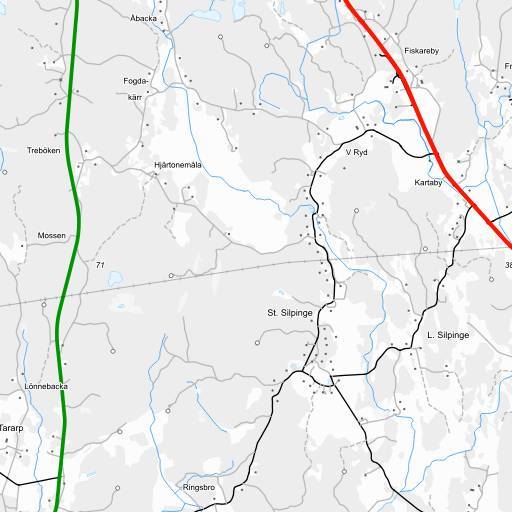 Åbacka
Fiskareby
Fr
Fogda-
kärr
Treböken
V Ryd
Hjärtonemåla
Kartaby
Mossen
71
38
St. Silpinge
L. Silpinge
Lönnebacka
Tararp
Ringsbro